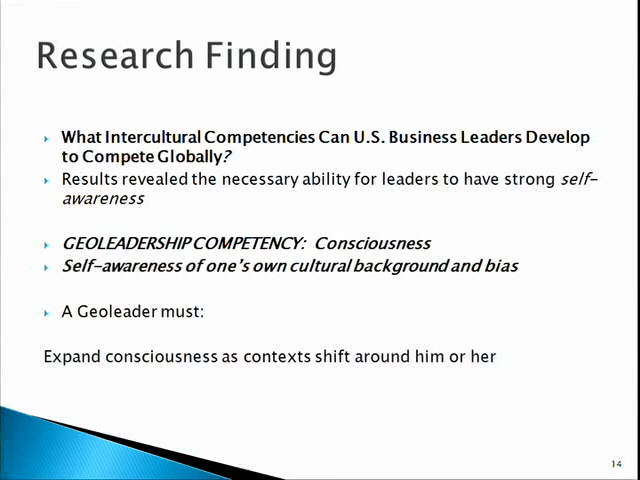 Research Finding
What Intercultural Competencies Can U.S. Business Leaders Develop
to Compete Globally?
Results revealed the necessary ability for leaders to have strong self-
awareness
GEOLEADERSHIP COMPETENCY: Consciousness
Self-awareness of one's own cultural background and bias
A Geoleader must:
Expand consciousness as contexts shift around him or her
14